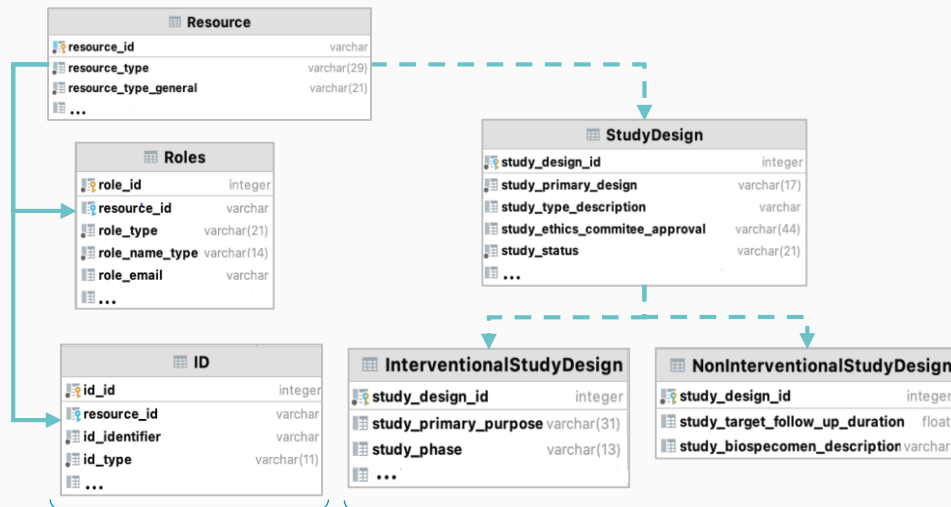 Resource
resource_id varchar
resource_type varchar(29)
resource_type_general varchar(21)
...
Roles
role_id integer
resource_id varchar
role_type varchar(21)
role_name_type varchar(14)
role_email varchar
...
ID
id_id integer
resource_id varchar
id_identifier varchar
id_type varchar(11)
...
StudyDesign
study_design_id integer
study_primary_design varchar(17)
study_type_description varchar
study_ethics_commitee_approval varchar(44)
study_status varchar(21)
...
InterventionalStudyDesign
study_design_id integer
study_primary_purpose varchar(31)
study_phase varchar(13)
...
NonInterventionalStudyDesign
study_design_id integer
study_target_follow_up_duration float
study_biospecomen_description varchar